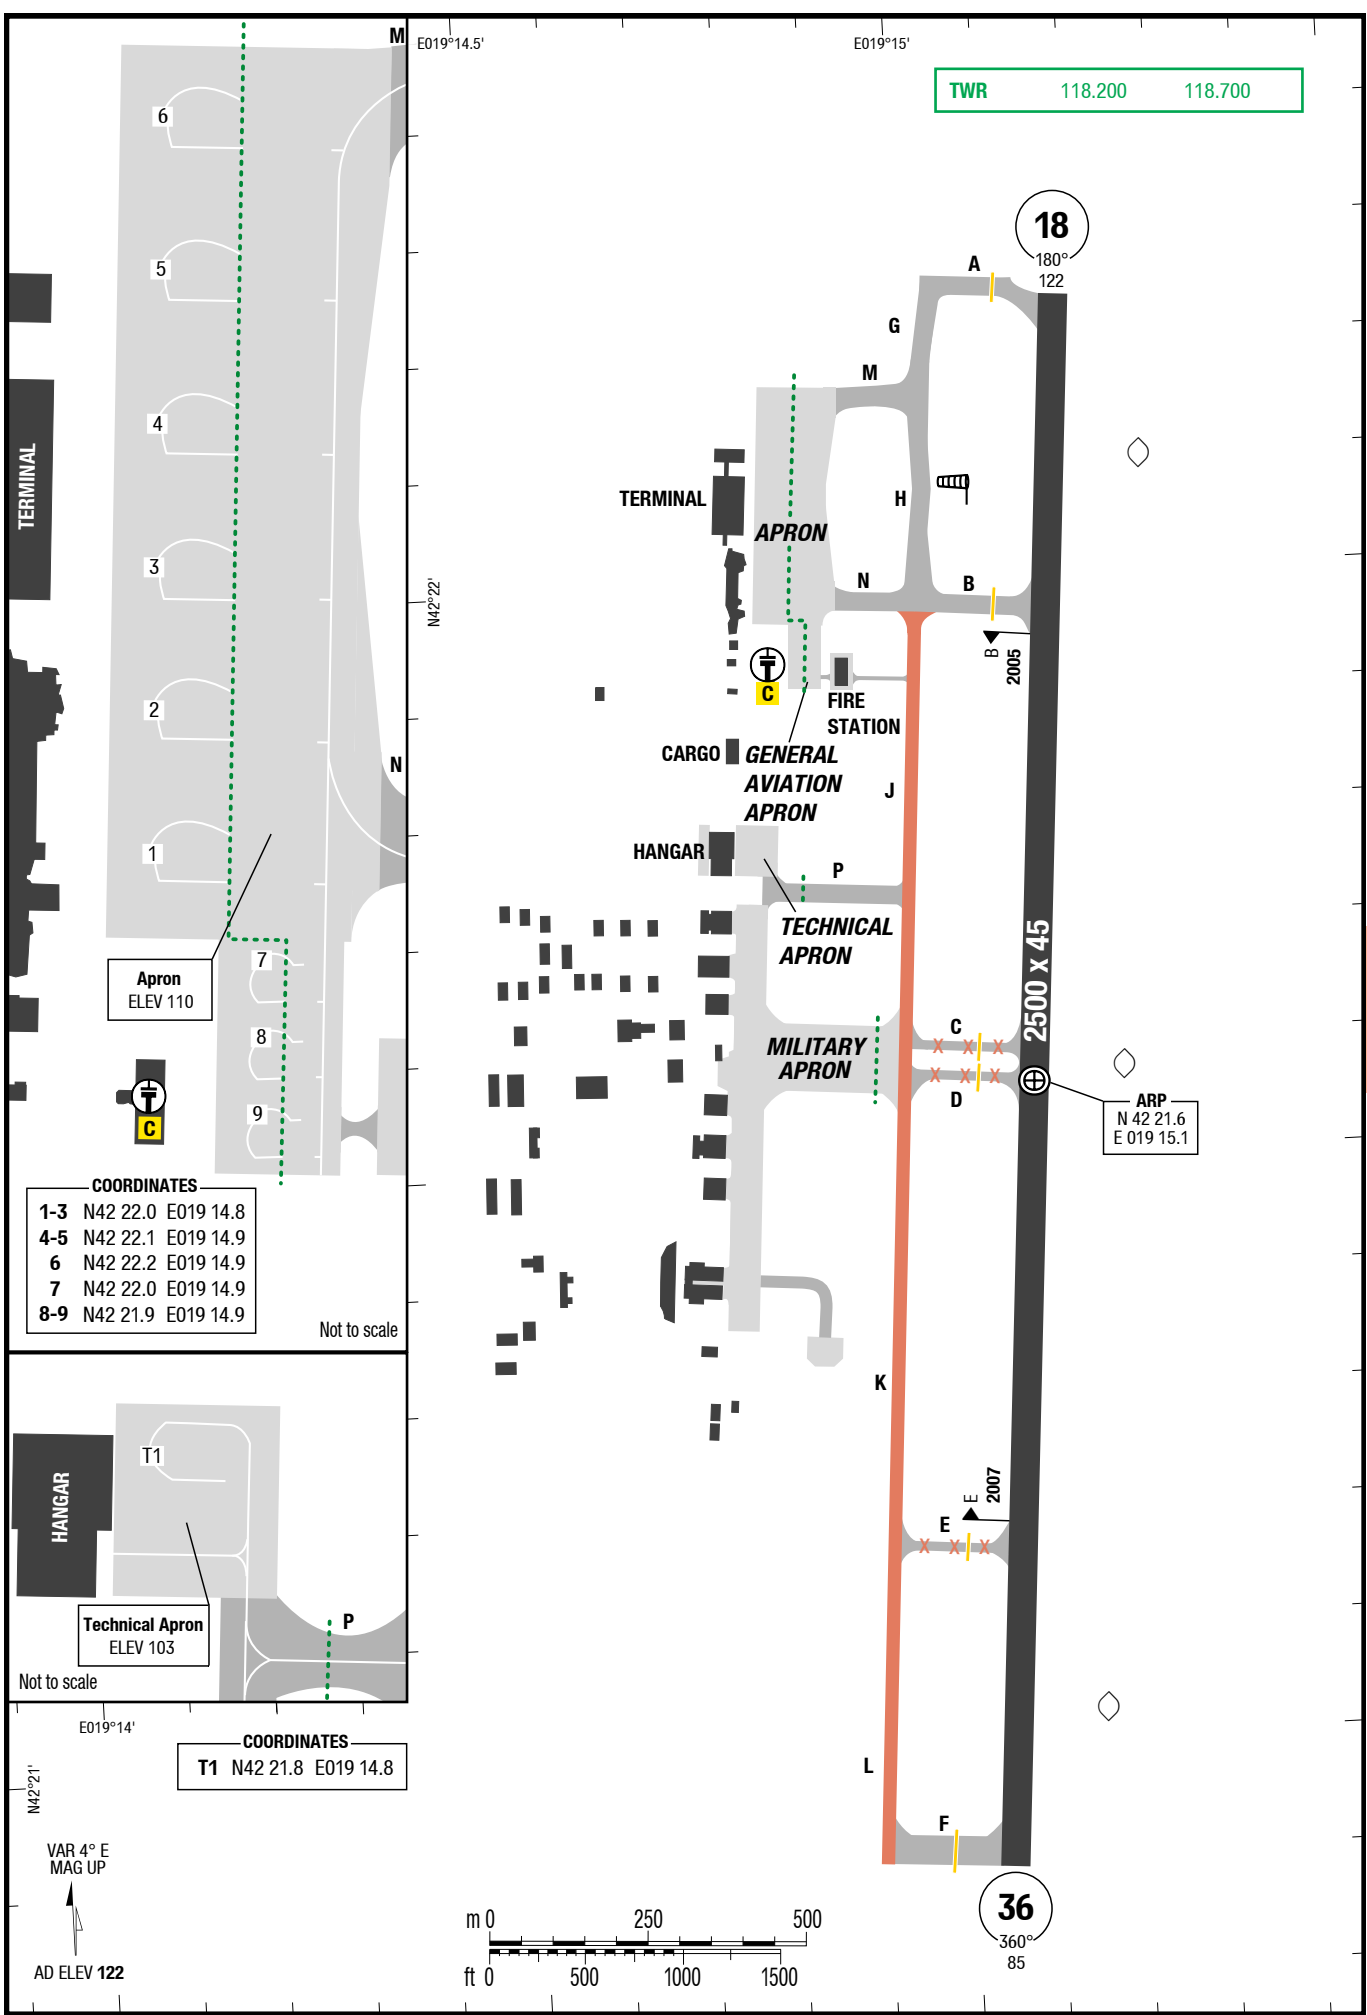 M
6
5
4
TERMINAL
3
2
N
1
7
Apron
ELEV 110
8
9
C
COORDINATES
1-3 N42 22.0 E019 14.8
4-5 N42 22.1 E019 14.9
6 N42 22.2 E019 14.9
7 N42 22.0 E019 14.9
8-9 N42 21.9 E019 14.9
Not to scale
T1
HANGAR
Technical Apron
ELEV 103
P
Not to scale
E019°14'
COORDINATES
T1 N42 21.8 E019 14.8
N42°21'
VAR 4° E
MAG UP
AD ELEV 122
E019°14.5'
E019°15'
TWR 118.200 118.700
18
180°
122
A
G
M
TERMINAL
H
APRON
N42°22'
N
B
B
2005
C
FIRE
STATION
CARGO
GENERAL
AVIATION
APRON
J
HANGAR
P
TECHNICAL
APRON
2500 x 45
C
MILITARY
APRON
D
ARP
N 42 21.6
E 019 15.1
K
E
2007
E
L
F
36
360°
85
m 0 250 500
ft 0 500 1000 1500